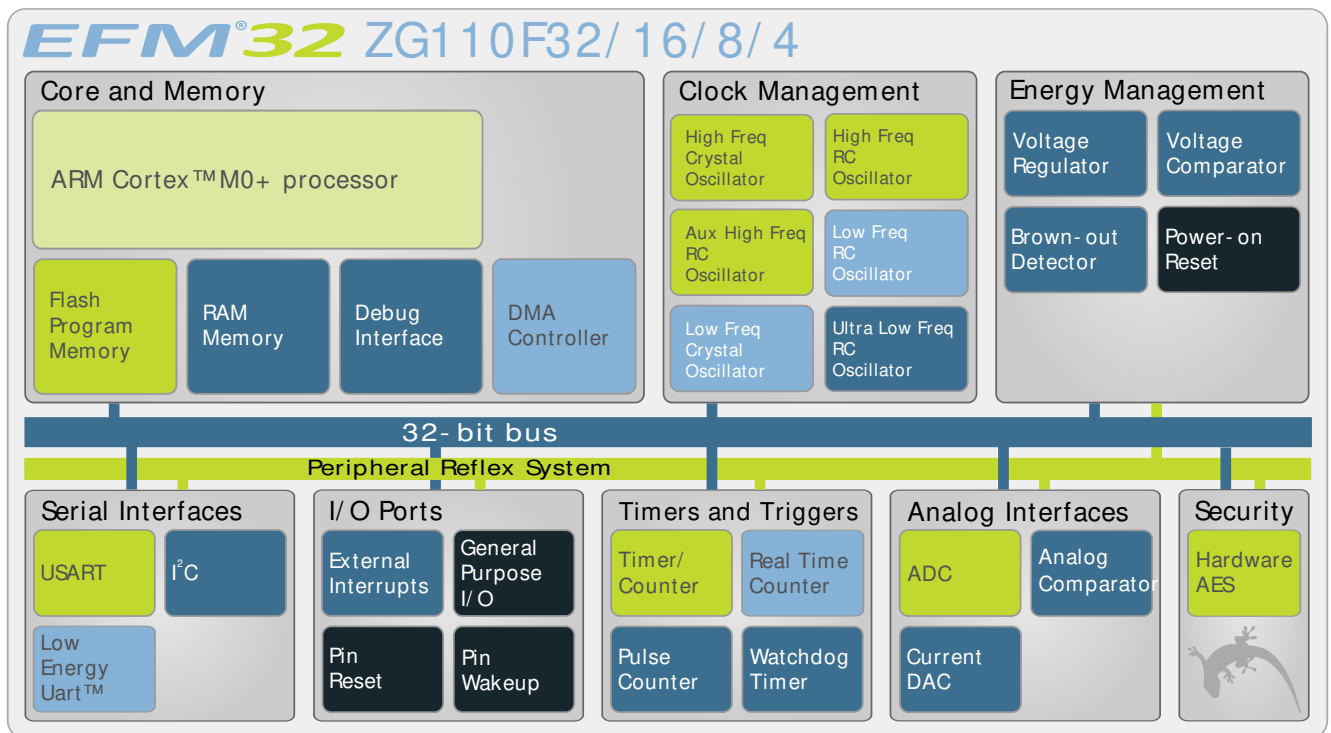 EFM®32 ZG110F32/16/8/4
Core and Memory
ARM Cortex™ M0+ processor
Flash
Program
Memory
RAM
Memory
Debug
Interface
DMA
Controller
Clock Management
High Freq
Crystal
Oscillator
High Freq
RC
Oscillator
Aux High Freq
RC
Oscillator
Low Freq
RC
Oscillator
Low Freq
Crystal
Oscillator
Ultra Low Freq
RC
Oscillator
Energy Management
Voltage
Regulator
Voltage
Comparator
Brown-out
Detector
Power-on
Reset
32-bit bus
Peripheral Reflex System
Serial Interfaces
USART
I²C
Low
Energy
Uart™
I/O Ports
External
Interrupts
General
Purpose
I/O
Pin
Reset
Pin
Wakeup
Timers and Triggers
Timer/
Counter
Real Time
Counter
Pulse
Counter
Watchdog
Timer
Analog Interfaces
ADC
Analog
Comparator
Current
DAC
Security
Hardware
AES